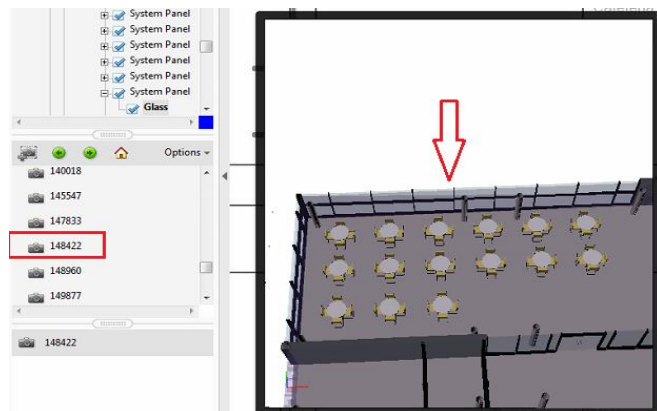 System Panel
System Panel
System Panel
System Panel
System Panel
System Panel
Glass
Options
140018
145547
147833
148422
148960
149877
148422